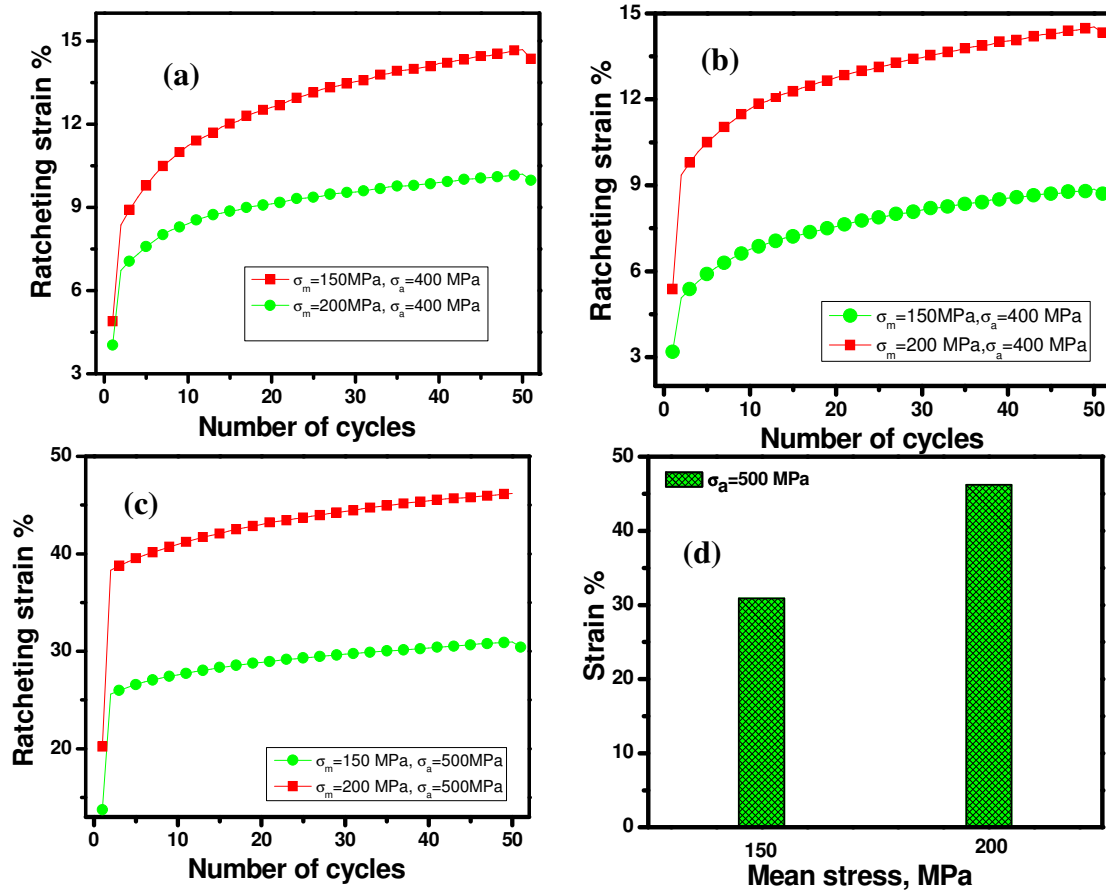 (a)
Ratcheting strain %
15
12
9
6
3
σm=150MPa, σa=400 MPa
σm=200MPa, σa=400 MPa
0 10 20 30 40 50
Number of cycles
(b)
Ratcheting strain %
15
12
9
6
3
σm=150MPa,σa=400 MPa
σm=200 MPa,σa=400 MPa
0 10 20 30 40 50
Number of cycles
(c)
Ratcheting strain %
50
40
30
20
σm=150 MPa, σa=500MPa
σm=200 MPa, σa=500MPa
0 10 20 30 40 50
Number of cycles
σa=500 MPa
(d)
Strain %
50
40
30
20
10
0
150 200
Mean stress, MPa